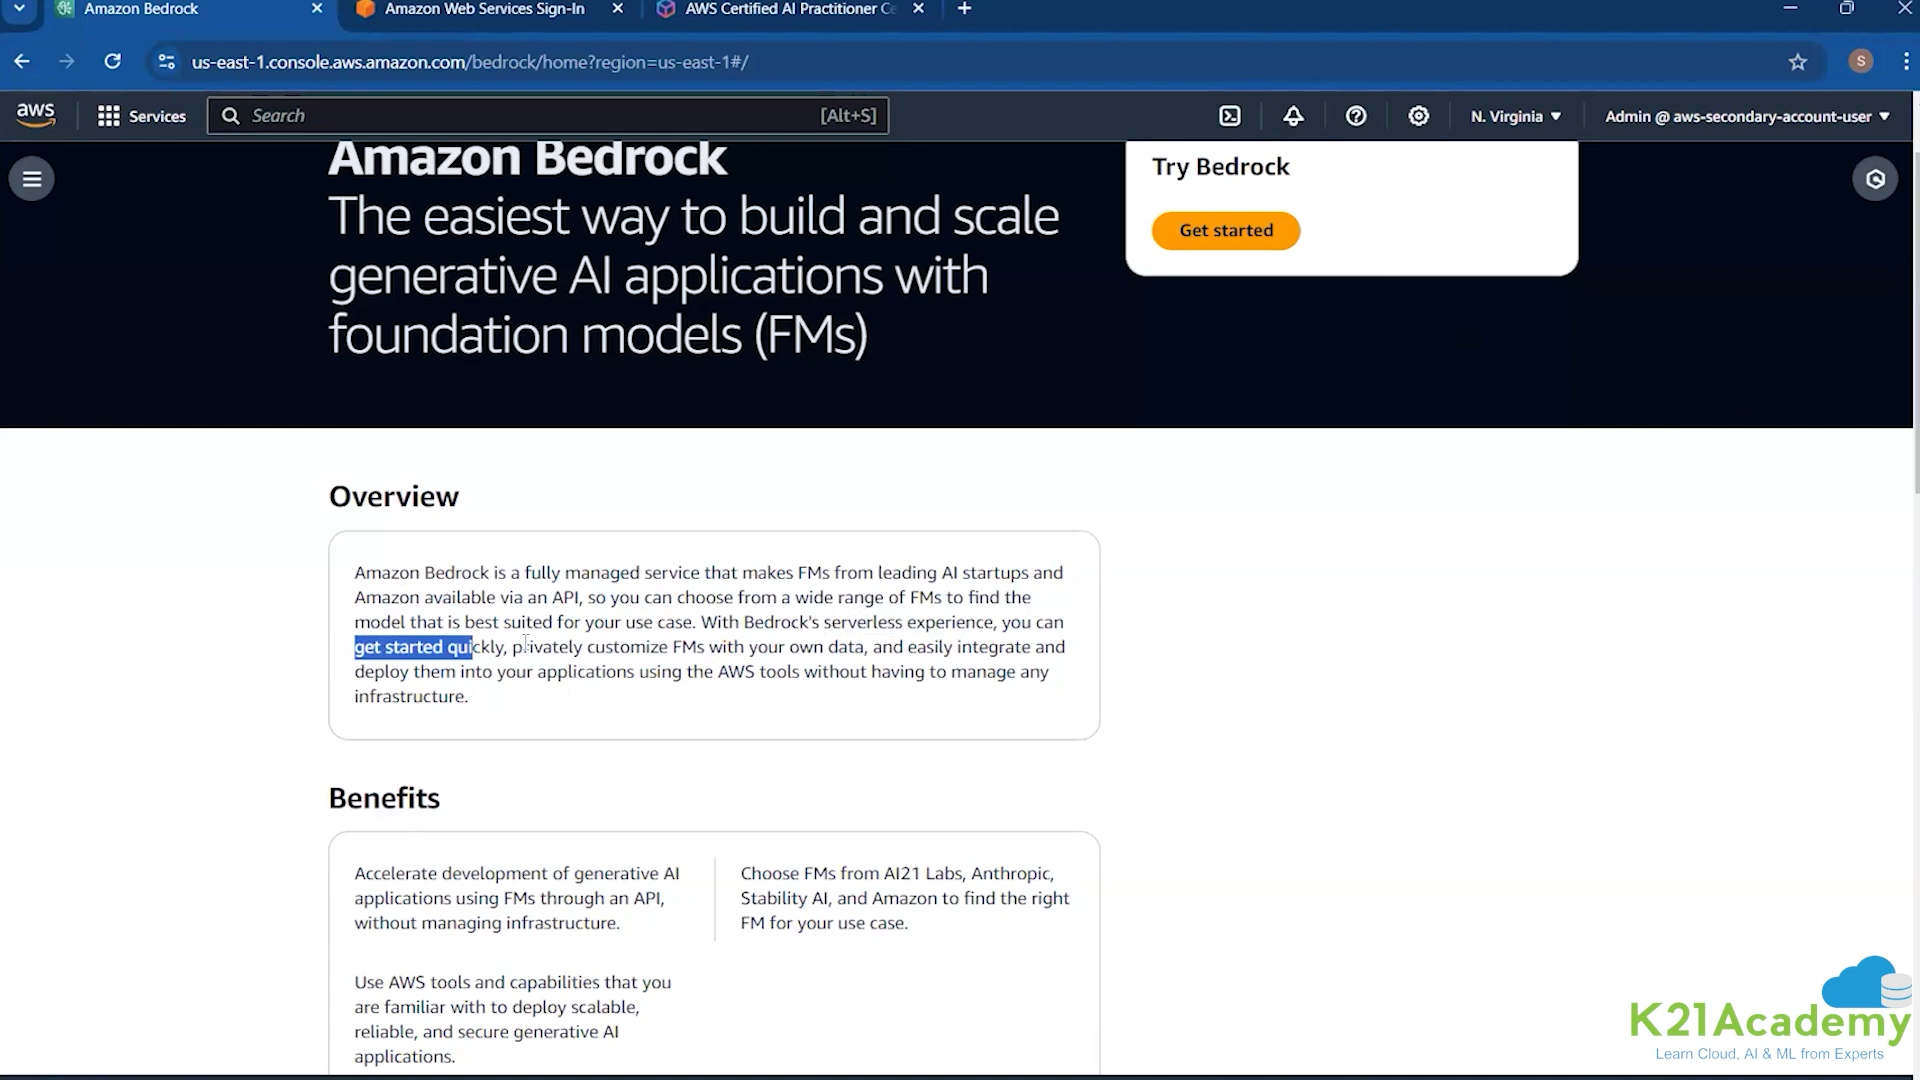 Amazon Bedrock
Amazon Web Services Sign-In
AWS Certified AI Practitioner Ce
us-east-1.console.aws.amazon.com/bedrock/home?region=us-east-1#/
S
aws
Services
Search
[Alt+S]
N. Virginia
Admin @ aws-secondary-account-user
Amazon Bedrock
The easiest way to build and scale
generative AI applications with
foundation models (FMs)
Try Bedrock
Get started
Overview
Amazon Bedrock is a fully managed service that makes FMs from leading AI startups and
Amazon available via an API, so you can choose from a wide range of FMs to find the
model that is best suited for your use case. With Bedrock's serverless experience, you can
get started quickly, privately customize FMs with your own data, and easily integrate and
deploy them into your applications using the AWS tools without having to manage any
infrastructure.
Benefits
Accelerate development of generative AI
applications using FMs through an API,
without managing infrastructure.
Choose FMs from AI21 Labs, Anthropic,
Stability AI, and Amazon to find the right
FM for your use case.
Use AWS tools and capabilities that you
are familiar with to deploy scalable,
reliable, and secure generative AI
applications.
K21Academy
Learn Cloud, AI & ML from Experts